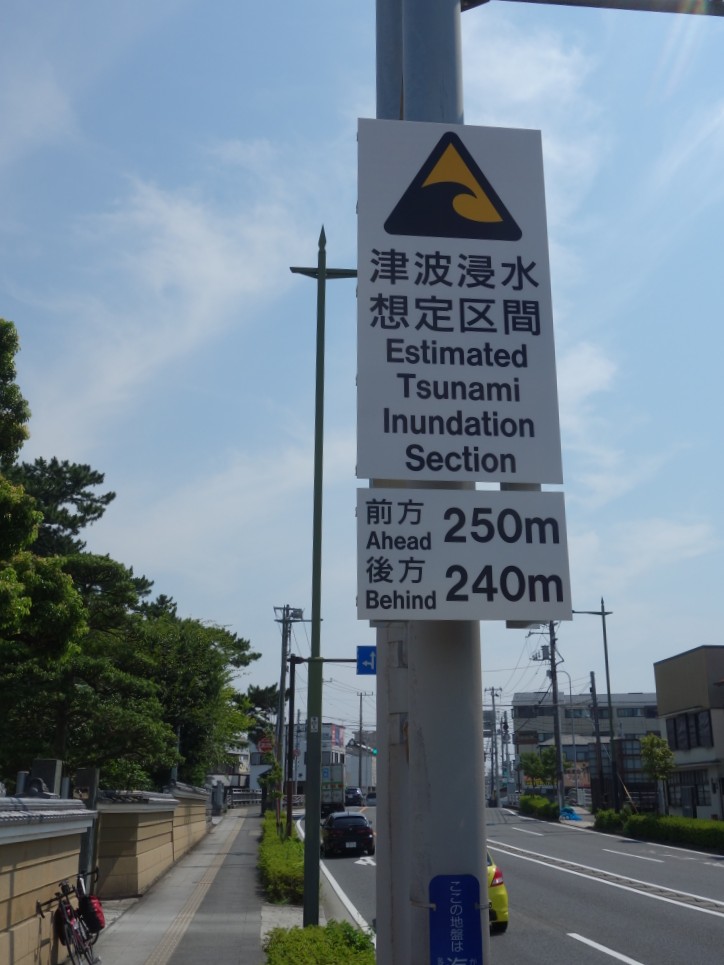 津波浸水
想定区間
Estimated
Tsunami
Inundation
Section
前方 250m
Ahead
後方 240m
Behind
ここの地盤は
海